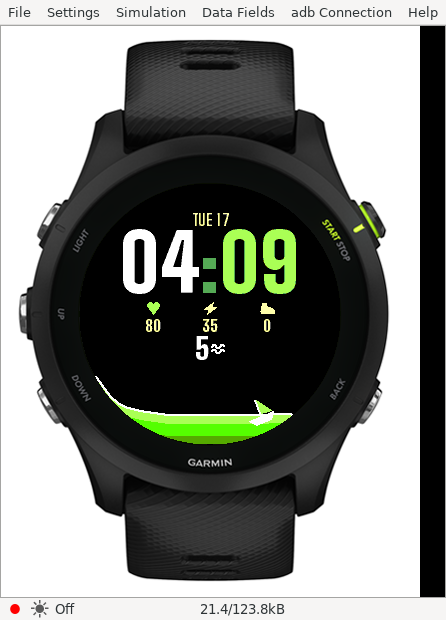 File Settings Simulation Data Fields adb Connection Help
TUE 17
START STOP
LIGHT
04:09
UP
80 35 0
5
DOWN
BACK
GARMIN
Off 21.4/123.8kB